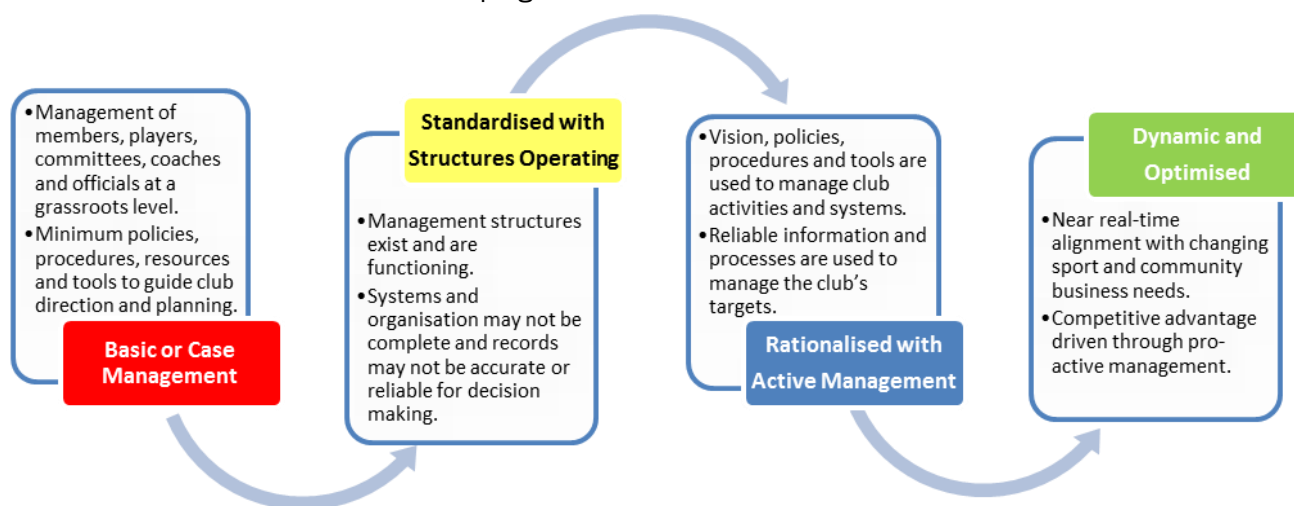 •Management of
members, players,
committees, coaches
and officials at a
grassroots level.
•Minimum policies,
procedures, resources
and tools to guide club
direction and planning.
Basic or Case
Management
Standardised with
Structures Operating
•Management structures
exist and are
functioning.
•Systems and
organisation may not be
complete and records
may not be accurate or
reliable for decision
making.
•Vision, policies,
procedures and tools are
used to manage club
activities and systems.
•Reliable information and
processes are used to
manage the club's
targets.
Rationalised with
Active Management
Dynamic and
Optimised
•Near real-time
alignment with changing
sport and community
business needs.
•Competitive advantage
driven through pro-
active management.